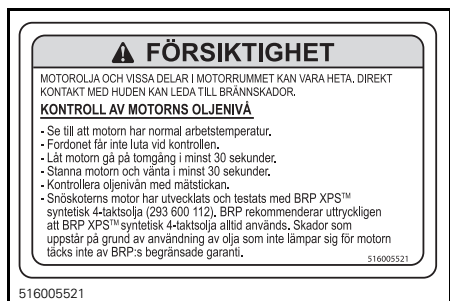 ⚠ FÖRSIKTIGHET
MOTOROLJA OCH VISSA DELAR I MOTORRUMMET KAN VARA HETA. DIREKT
KONTAKT MED HUDEN KAN LEDA TILL BRÄNNSKADOR.
KONTROLL AV MOTORNS OLJENIVÅ
- Se till att motorn har normal arbetstemperatur.
- Fordonet får inte luta vid kontrollen.
- Låt motorn gå på tomgång i minst 30 sekunder.
- Stanna motorn och vänta i minst 30 sekunder.
- Kontrollera oljenivån med mätstickan.
- Snöskoterns motor har utvecklats och testats med BRP XPS™
syntetisk 4-taktsolja (293 600 112). BRP rekommenderar uttryckligen
att BRP XPS™ syntetisk 4-taktsolja alltid används. Skador som
uppstår på grund av användning av olja som inte lämpar sig för motorn
täcks inte av BRP:s begränsade garanti.
516005521
516005521